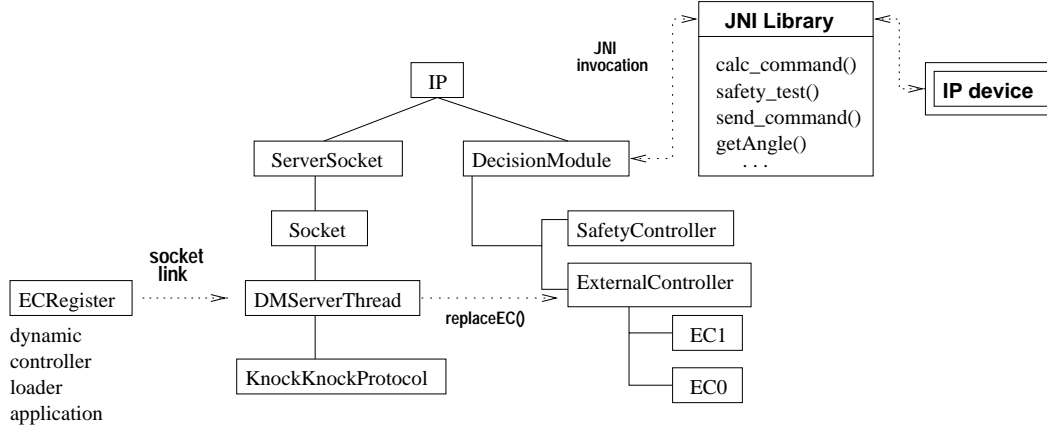 JNI Library
JNI
invocation
calc_command()
safety_test()
send_command()
getAngle()
. . .
IP device
IP
ServerSocket
DecisionModule
Socket
SafetyController
socket
link
ECRegister
DMServerThread
ExternalController
replaceEC()
dynamic
controller
loader
application
EC1
KnockKnockProtocol
EC0